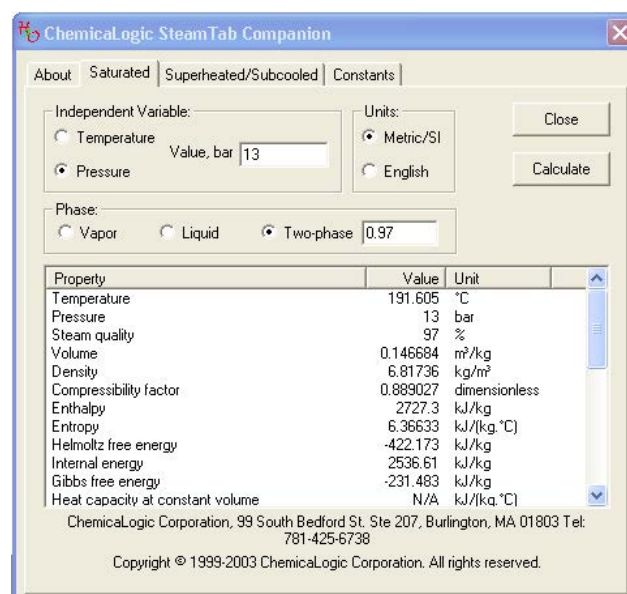 ChemicaLogic SteamTab Companion
About Saturated Superheated/Subcooled Constants
Independent Variable:
Temperature
Pressure
Value, bar 13
Units:
Metric/SI
English
Close
Calculate
Phase:
Vapor Liquid Two-phase 0.97
Property Value Unit
Temperature 191.605 °C
Pressure 13 bar
Steam quality 97 %
Volume 0.146684 m³/kg
Density 6.81736 kg/m³
Compressibility factor 0.889027 dimensionless
Enthalpy 2727.3 kJ/kg
Entropy 6.36633 kJ/(kg.°C)
Helmoltz free energy -422.173 kJ/kg
Internal energy 2536.61 kJ/kg
Gibbs free energy -231.483 kJ/kg
Heat capacity at constant volume N/A kJ/(kg.°C)
ChemicaLogic Corporation, 99 South Bedford St. Ste 207, Burlington, MA 01803 Tel:
781-425-6738
Copyright © 1999-2003 ChemicaLogic Corporation. All rights reserved.